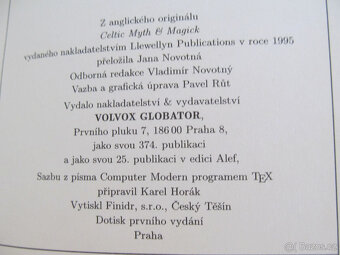 Z anglického originálu
Celtic Myth & Magick
vydaného nakladatelstvím Llewellyn Publications v roce 1995
přeložila Jana Novotná
Odborná redakce Vladimír Novotný
Vazba a grafická úprava Pavel Růt
Vydalo nakladatelství & vydavatelství
VOLVOX GLOBATOR,
Prvního pluku 7, 186 00 Praha 8,
jako svou 374. publikaci
a jako svou 25. publikaci v edici Alef,
Sazbu z písma Computer Modern programem TEX
připravil Karel Horák
Vytiskl Finidr, s.r.o., Český Těšín
Dotisk prvního vydání
Praha